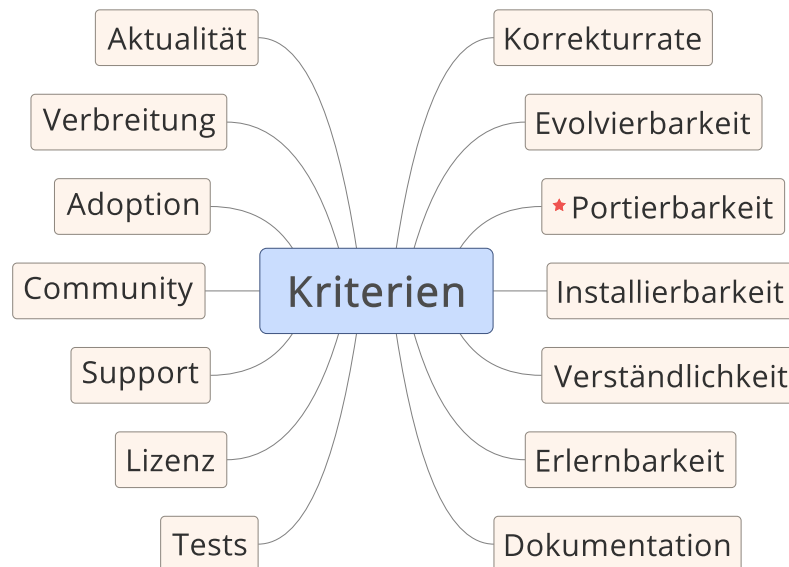 Aktualität
Verbreitung
Adoption
Community
Support
Lizenz
Tests
Kriterien
Korrekturrate
Evolvierbarkeit
Portierbarkeit
Installierbarkeit
Verständlichkeit
Erlernbarkeit
Dokumentation